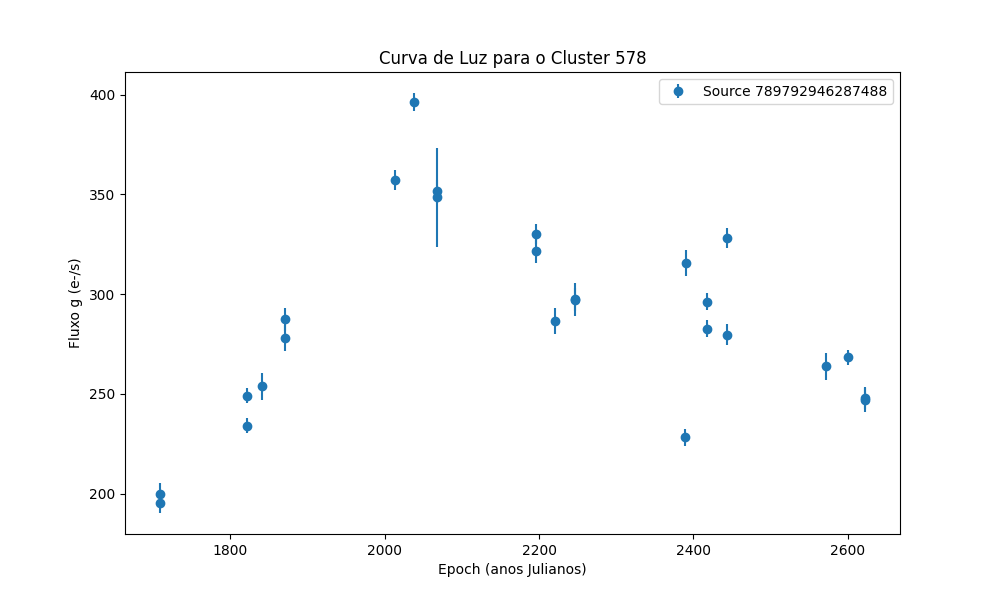 Curva de Luz para o Cluster 578
Source 789792946287488
400
350
300
250
200
Fluxo g (e-/s)
1800 2000 2200 2400 2600
Epoch (anos Julianos)